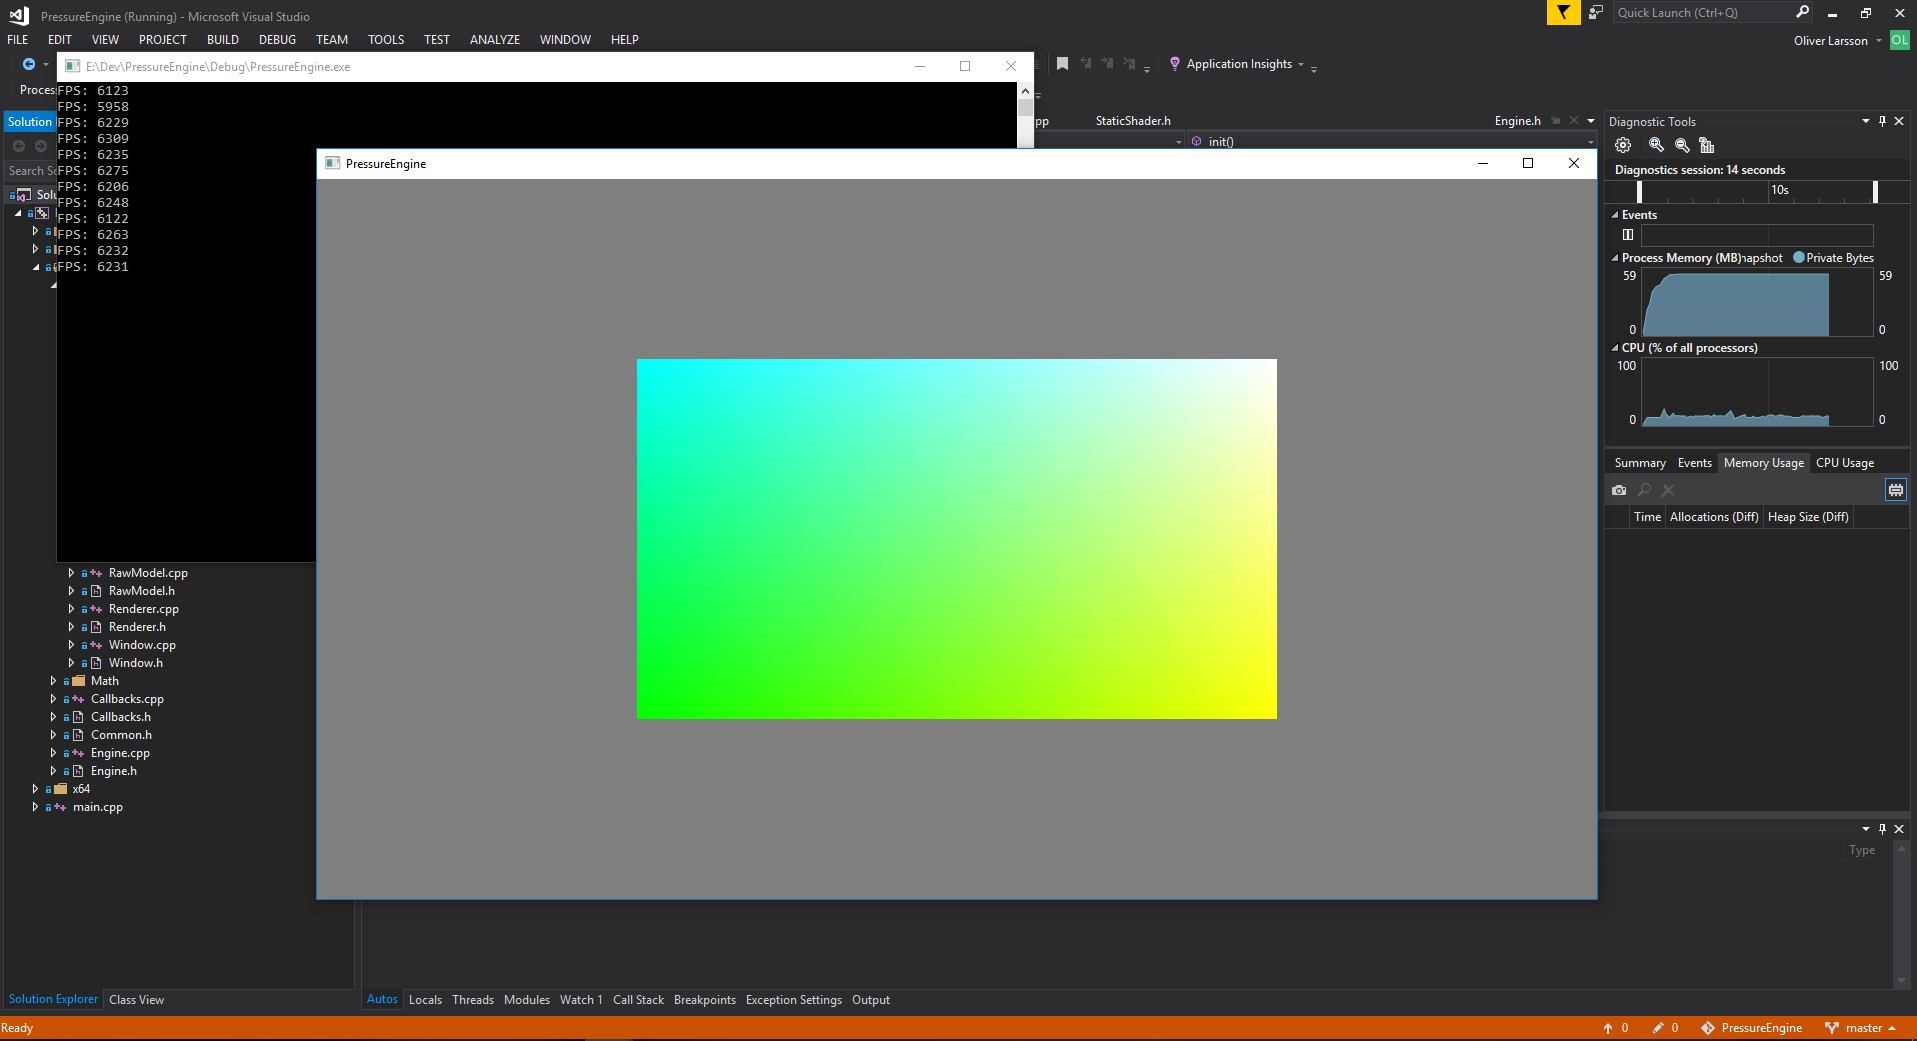 PressureEngine (Running) - Microsoft Visual Studio
Quick Launch (Ctrl+Q)
FILE EDIT VIEW PROJECT BUILD DEBUG TEAM TOOLS TEST ANALYZE WINDOW HELP
Oliver Larsson OL
E:\Dev\PressureEngine\Debug\PressureEngine.exe
Application Insights
Proces
FPS: 6123
FPS: 5958
FPS: 6229
FPS: 6309
FPS: 6235
FPS: 6275
FPS: 6206
FPS: 6248
FPS: 6122
FPS: 6263
FPS: 6232
FPS: 6231
Solution
Search So
Solu
pp StaticShader.h Engine.h
init()
PressureEngine
Diagnostic Tools
Diagnostics session: 14 seconds
10s
Events
Process Memory (MB) napshot Private Bytes
59 59
0 0
CPU (% of all processors)
100 100
0 0
Summary Events Memory Usage CPU Usage
Time Allocations (Diff) Heap Size (Diff)
RawModel.cpp
RawModel.h
Renderer.cpp
Renderer.h
Window.cpp
Window.h
Math
Callbacks.cpp
Callbacks.h
Common.h
Engine.cpp
Engine.h
x64
main.cpp
Type
Solution Explorer Class View
Autos Locals Threads Modules Watch 1 Call Stack Breakpoints Exception Settings Output
Ready
0 0 PressureEngine master